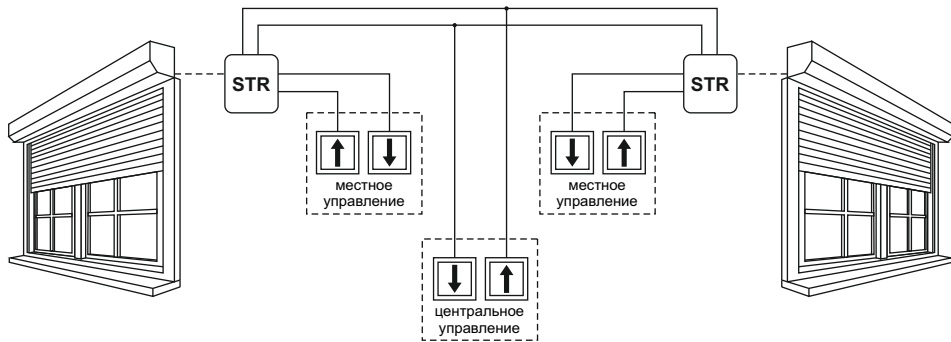 STR
STR
местное
управление
местное
управление
центральное
управление